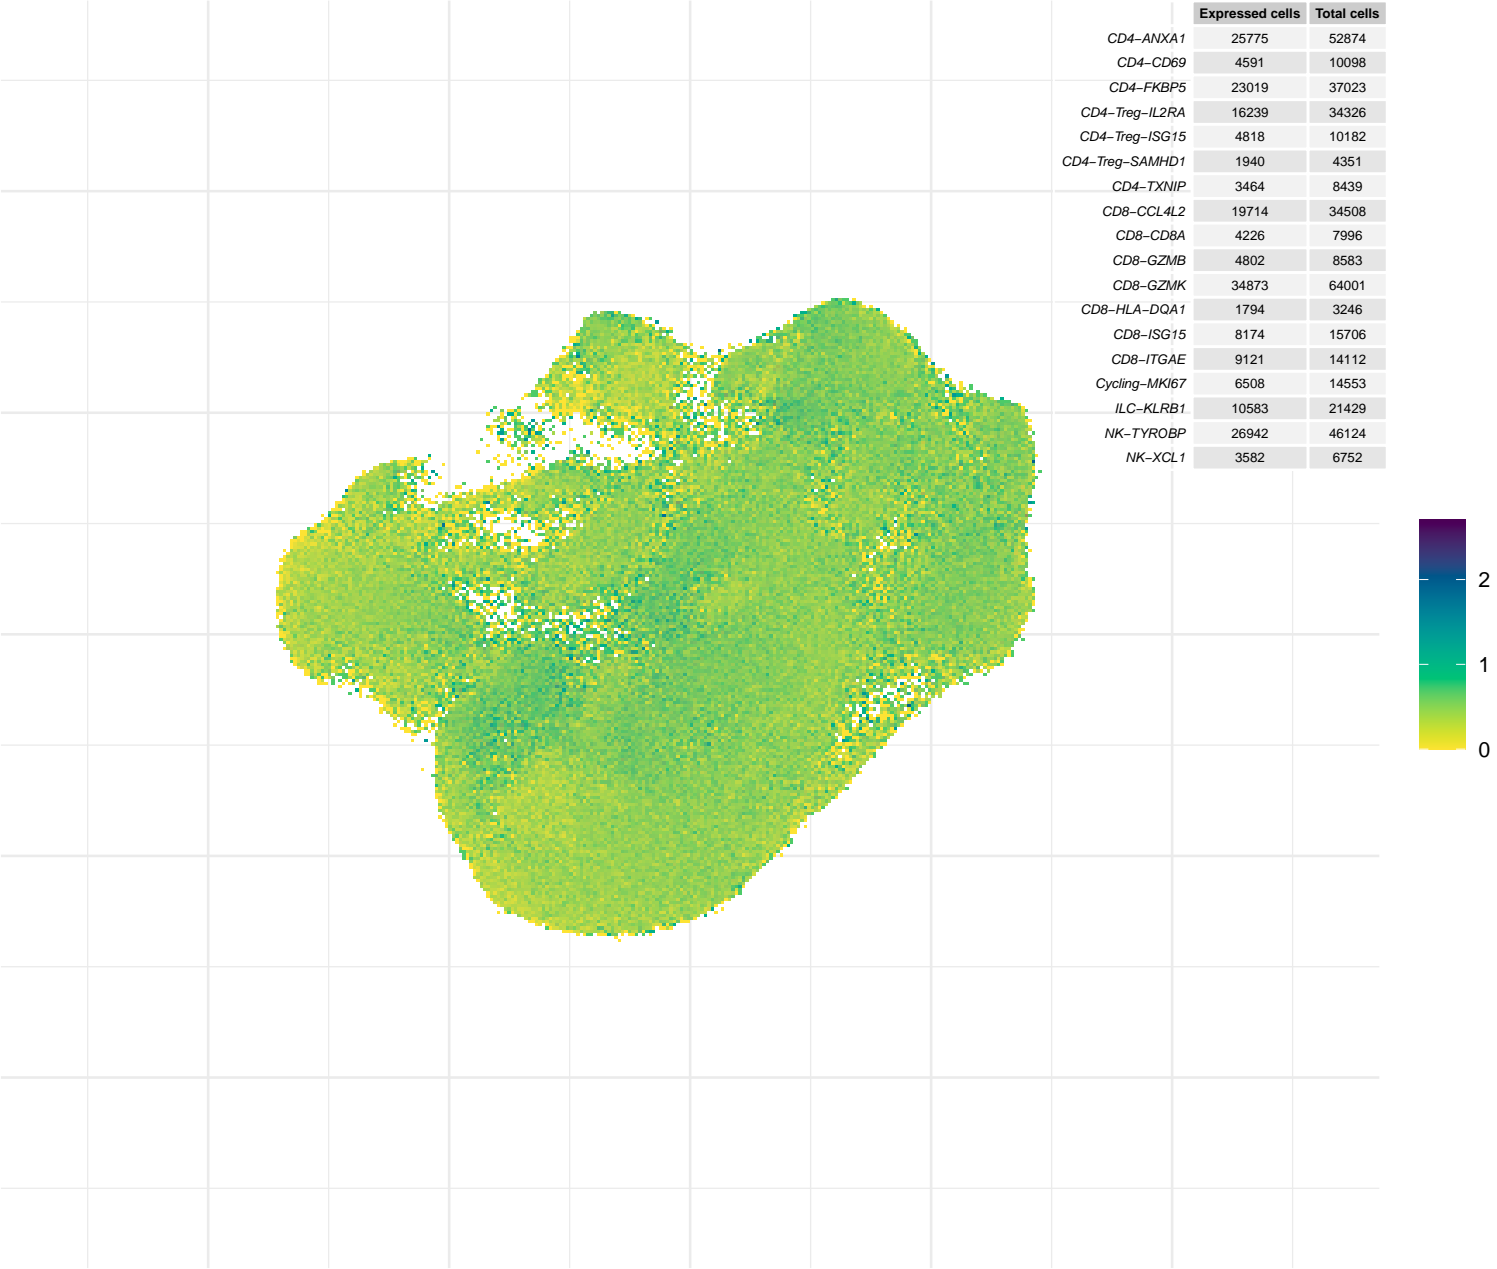 Expressed cells Total cells
CD4−ANXA1 25775 52874
CD4−CD69 4591 10098
CD4−FKBP5 23019 37023
CD4−Treg−IL2RA 16239 34326
CD4−Treg−ISG15 4818 10182
CD4−Treg−SAMHD1 1940 4351
CD4−TXNIP 3464 8439
CD8−CCL4L2 19714 34508
CD8−CD8A 4226 7996
CD8−GZMB 4802 8583
CD8−GZMK 34873 64001
CD8−HLA−DQA1 1794 3246
CD8−ISG15 8174 15706
CD8−ITGAE 9121 14112
Cycling−MKI67 6508 14553
ILC−KLRB1 10583 21429
NK−TYROBP 26942 46124
NK−XCL1 3582 6752
2
1
0